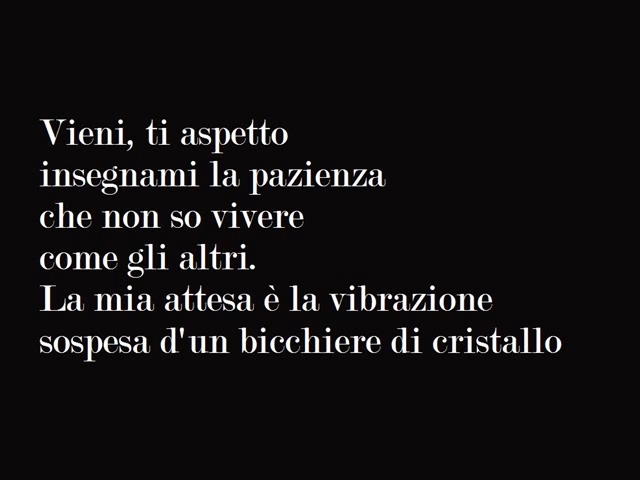 Vieni, ti aspetto
insegnami la pazienza
che non so vivere
come gli altri.
La mia attesa è la vibrazione
sospesa d'un bicchiere di cristallo